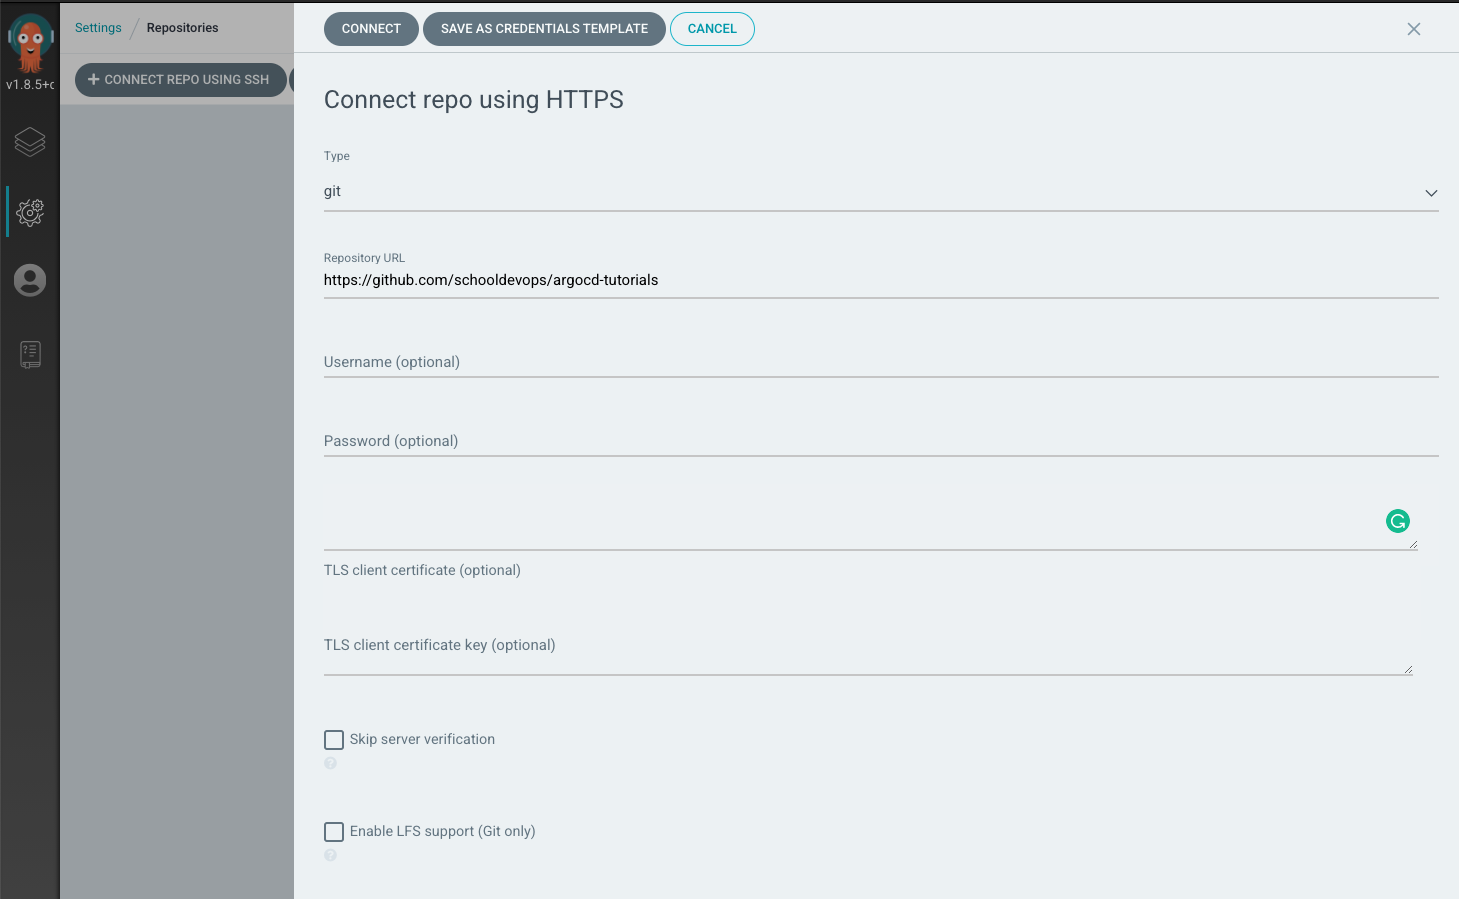 Settings / Repositories
CONNECT
SAVE AS CREDENTIALS TEMPLATE
CANCEL
v1.8.5+c
+ CONNECT REPO USING SSH
Connect repo using HTTPS
Type
git
Repository URL
https://github.com/schooldevops/argocd-tutorials
Username (optional)
Password (optional)
TLS client certificate (optional)
TLS client certificate key (optional)
Skip server verification
?
Enable LFS support (Git only)
?